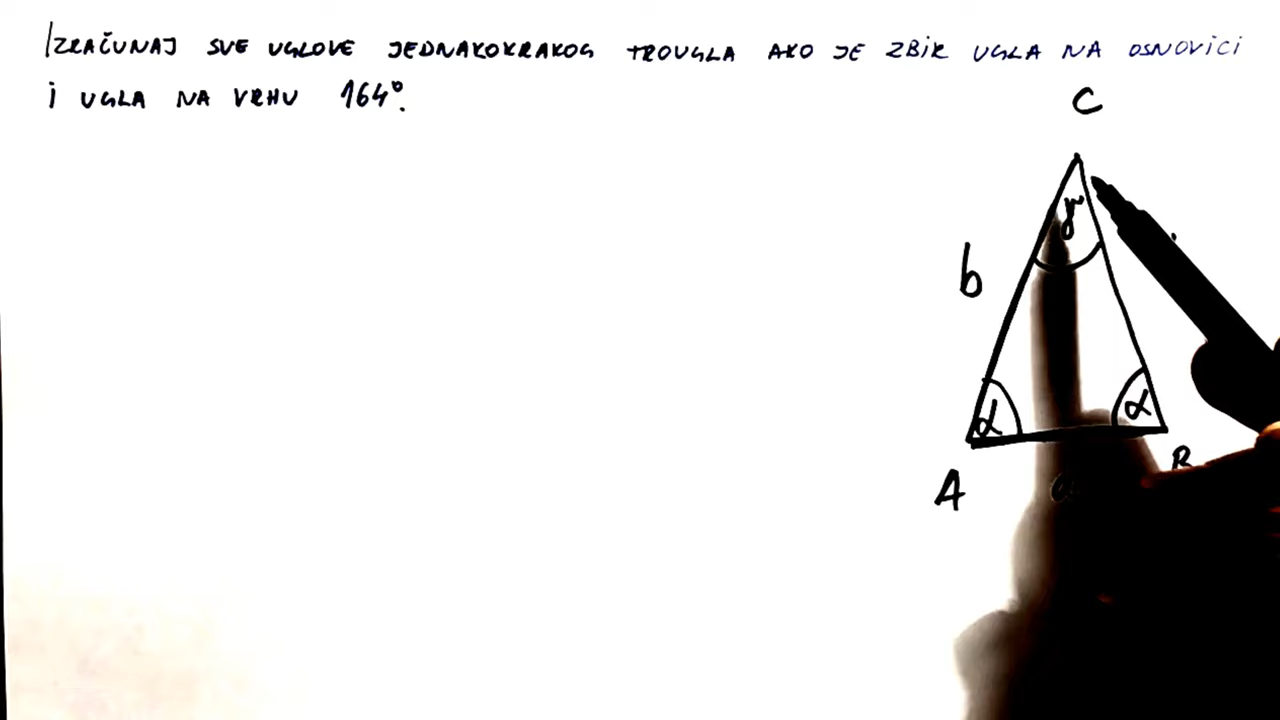 IZRAČUNAJ SVE UGLOVE JEDNAKOKRAKOG TROUGLA AKO JE ZBIR UGLA NA OSNOVICI
I UGLA NA VRHU 164°.
C
γ
b
α α
A B